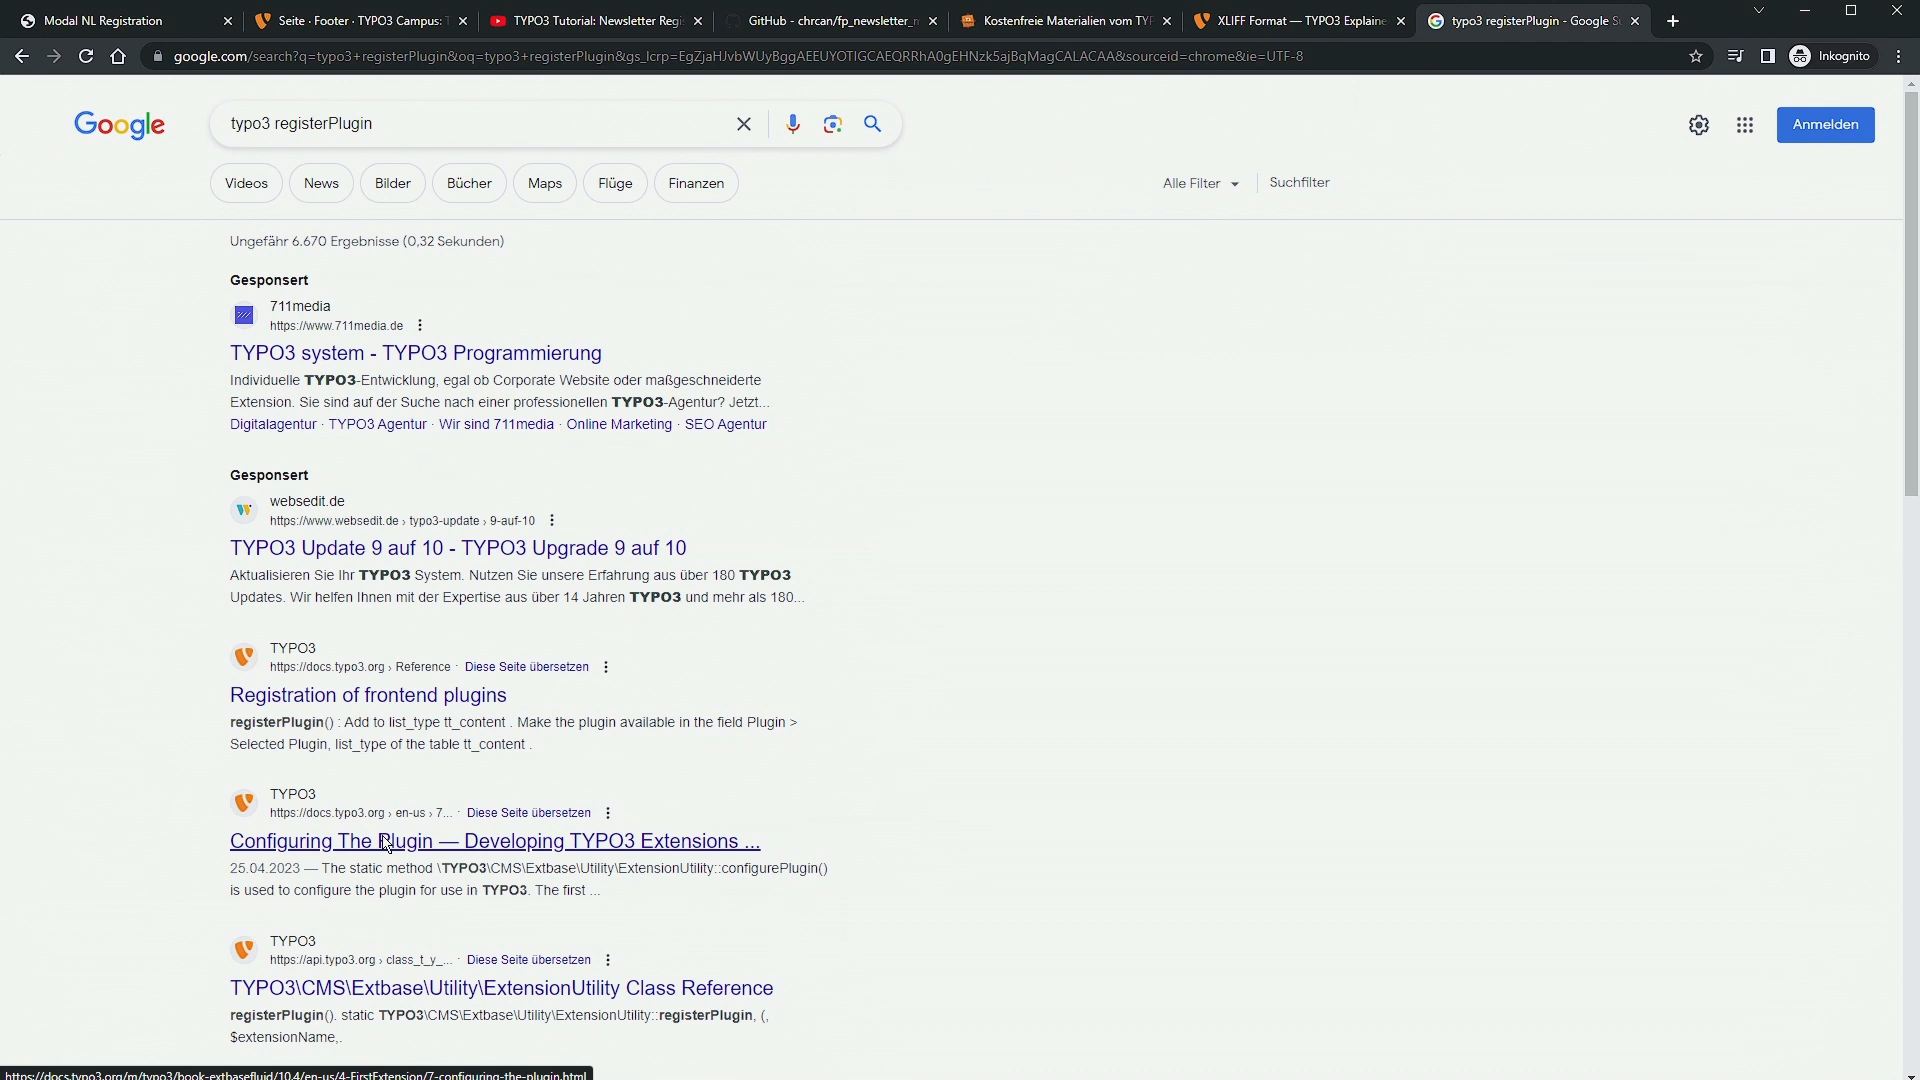 Modal NL Registration
Seite · Footer · TYPO3 Campus:
TYPO3 Tutorial: Newsletter Reg
GitHub - chrcan/fp_newsletter_
Kostenfreie Materialien vom TY
XLIFF Format — TYPO3 Explaine
typo3 registerPlugin - Google S
google.com/search?q=typo3+registerPlugin&oq=typo3+registerPlugin&gs_lcrp=EgZjaHJvbWUyBggAEEUYOTIGCAEQRRhA0gEHNzk5ajBqMagCALACAA&sourceid=chrome&ie=UTF-8
Inkognito
Google
typo3 registerPlugin
Anmelden
Videos
News
Bilder
Bücher
Maps
Flüge
Finanzen
Alle Filter
Suchfilter
Ungefähr 6.670 Ergebnisse (0,32 Sekunden)
Gesponsert
711media
https://www.711media.de
TYPO3 system - TYPO3 Programmierung
Individuelle TYPO3-Entwicklung, egal ob Corporate Website oder maßgeschneiderte
Extension. Sie sind auf der Suche nach einer professionellen TYPO3-Agentur? Jetzt...
Digitalagentur · TYPO3 Agentur · Wir sind 711media · Online Marketing · SEO Agentur
Gesponsert
websedit.de
https://www.websedit.de › typo3-update › 9-auf-10
TYPO3 Update 9 auf 10 - TYPO3 Upgrade 9 auf 10
Aktualisieren Sie Ihr TYPO3 System. Nutzen Sie unsere Erfahrung aus über 180 TYPO3
Updates. Wir helfen Ihnen mit der Expertise aus über 14 Jahren TYPO3 und mehr als 180...
TYPO3
https://docs.typo3.org › Reference · Diese Seite übersetzen
Registration of frontend plugins
registerPlugin() : Add to list_type tt_content . Make the plugin available in the field Plugin >
Selected Plugin, list_type of the table tt_content .
TYPO3
https://docs.typo3.org › en-us › 7... · Diese Seite übersetzen
Configuring The Plugin — Developing TYPO3 Extensions ...
25.04.2023 — The static method \TYPO3\CMS\Extbase\Utility\ExtensionUtility::configurePlugin()
is used to configure the plugin for use in TYPO3. The first ...
TYPO3
https://api.typo3.org › class_t_y_... · Diese Seite übersetzen
TYPO3\CMS\Extbase\Utility\ExtensionUtility Class Reference
registerPlugin(). static TYPO3\CMS\Extbase\Utility\ExtensionUtility::registerPlugin, (,
$extensionName,.
https://docs.typo3.org/m/typo3/book-extbasefluid/10.4/en-us/4-FirstExtension/7-configuring-the-plugin.html